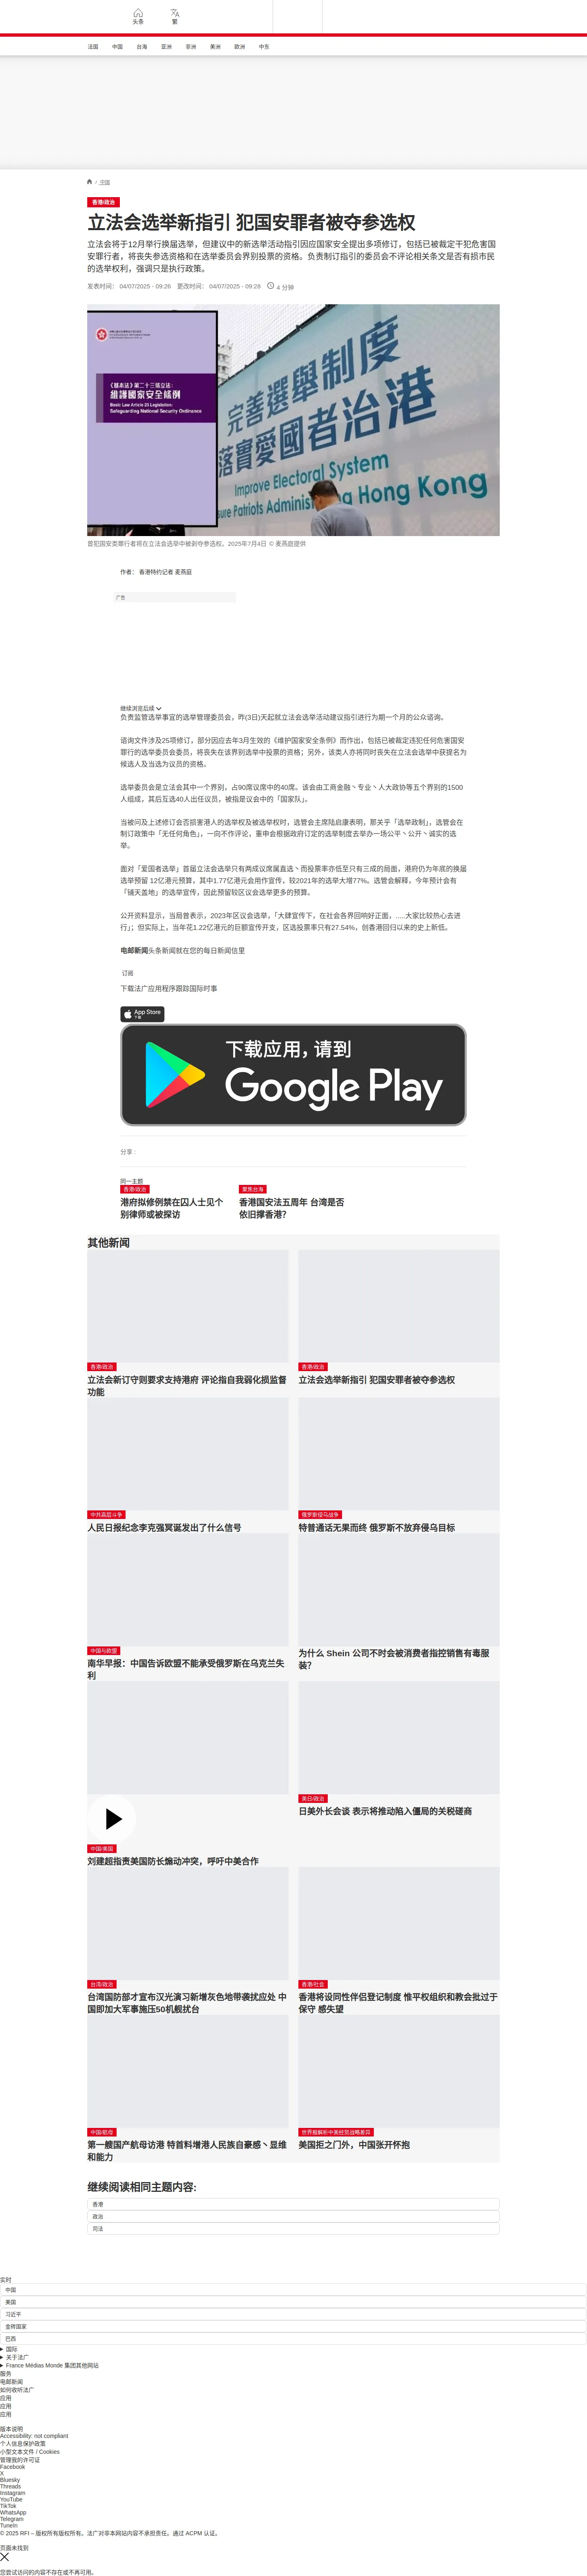 头条
繁
法国
中国
台海
亚洲
非洲
美洲
欧洲
中东
/ 中国
香港/政治
立法会选举新指引 犯国安罪者被夺参选权
立法会将于12月举行换届选举，但建议中的新选举活动指引因应国家安全提出多项修订，包括已被裁定干犯危害国
安罪行者，将丧失参选资格和在选举委员会界别投票的资格。负责制订指引的委员会不评论相关条文是否有损市民
的选举权利，强调只是执行政策。
发表时间： 04/07/2025 - 09:26 更改时间： 04/07/2025 - 09:28 4 分钟
《基本法》第二十三條立法：
維護國家安全條例
Basic Law Article 23 Legislation:
Safeguarding National Security Ordinance
完善選舉制度
落實愛國者治港
Improve Electoral System
Ensure Patriots Administering Hong Kong
曾犯国安类罪行者将在立法会选举中被剥夺参选权。2025年7月4日 © 麦燕庭提供
作者： 香港特约记者 麦燕庭
广告
继续浏览后续
负责监管选举事宜的选举管理委员会，昨(3日)天起就立法会选举活动建议指引进行为期一个月的公众谘询。
谘询文件涉及25项修订，部分因应去年3月生效的《维护国家安全条例》而作出，包括已被裁定违犯任何危害国安
罪行的选举委员会委员，将丧失在该界别选举中投票的资格；另外，该类人亦将同时丧失在立法会选举中获提名为
候选人及当选为议员的资格。
选举委员会是立法会其中一个界别，占90席议席中的40席。该会由工商金融丶专业丶人大政协等五个界别的1500
人组成，其后互选40人出任议员，被指是议会中的「国家队」。
当被问及上述修订会否损害港人的选举权及被选举权时，选管会主席陆启康表明，那关乎「选举政制」，选管会在
制订政策中「无任何角色」，一向不作评论，重申会根据政府订定的选举制度去举办一场公平丶公开丶诚实的选
举。
面对「爱国者选举」首届立法会选举只有两成议席属直选丶而投票率亦低至只有三成的局面，港府仍为年底的换届
选举预留 12亿港元预算，其中1.77亿港元会用作宣传，较2021年的选举大增77%。选管会解释，今年预计会有
「铺天盖地」的选举宣传，因此预留较区议会选举更多的预算。
公开资料显示，当局曾表示，2023年区议会选举，「大肆宣传下，在社会各界回响好正面，.....大家比较热心去进
行」；但实际上，当年花1.22亿港元的巨额宣传开支，区选投票率只有27.54%，创香港回归以来的史上新低。
电邮新闻头条新闻就在您的每日新闻信里
订阅
下载法广应用程序跟踪国际时事
App Store
下载应用，请到
Google Play
分享 :
同一主题
香港/政治
港府拟修例禁在囚人士见个
别律师或被探访
聚焦台海
香港国安法五周年 台湾是否
依旧撑香港？
其他新闻
香港/政治
立法会新订守则要求支持港府 评论指自我弱化损监督
功能
香港/政治
立法会选举新指引 犯国安罪者被夺参选权
中共高层斗争
人民日报纪念李克强冥诞发出了什么信号
俄罗斯侵乌战争
特普通话无果而终 俄罗斯不放弃侵乌目标
中国与欧盟
南华早报：中国告诉欧盟不能承受俄罗斯在乌克兰失
利
为什么 Shein 公司不时会被消费者指控销售有毒服
装？
中国/美国
刘建超指责美国防长煽动冲突，呼吁中美合作
美日/政治
日美外长会谈 表示将推动陷入僵局的关税磋商
台湾/政治
台湾国防部才宣布汉光演习新增灰色地带袭扰应处 中
国即加大军事施压50机舰扰台
香港/社会
香港将设同性伴侣登记制度 惟平权组织和教会批过于
保守 感失望
中国/航母
第一艘国产航母访港 特首料增港人民族自豪感丶显维
和能力
世界报解析中美经贸战略差异
美国拒之门外，中国张开怀抱
继续阅读相同主题内容:
香港
政治
司法
实时
中国
美国
习近平
金砖国家
巴西
国际
关于法广
France Médias Monde 集团其他网站
服务
电邮新闻
如何收听法广
应用
应用
应用
版本说明
Accessibility: not compliant
个人信息保护政策
小型文本文件 / Cookies
管理我的许可证
Facebook
X
Bluesky
Threads
Instagram
YouTube
TikTok
WhatsApp
Telegram
TuneIn
© 2025 RFI – 版权所有版权所有。法广对非本网站内容不承担责任。通过 ACPM 认证。
页面未找到
您尝试访问的内容不存在或不再可用。